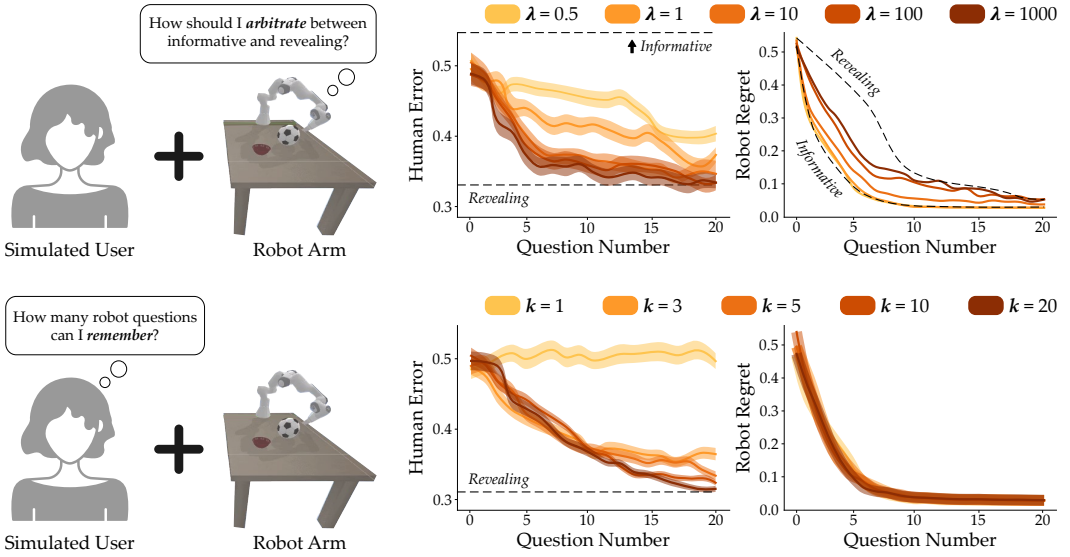 How should I arbitrate between
informative and revealing?
Simulated User
Robot Arm
λ = 0.5
λ = 1
λ = 10
λ = 100
λ = 1000
Human Error
0.5
0.4
0.3
Informative
Revealing
0
5
10
15
20
Question Number
Robot Regret
0.5
0.4
0.3
0.2
0.1
0.0
Revealing
Informative
0
5
10
15
20
Question Number
How many robot questions
can I remember?
Simulated User
Robot Arm
k = 1
k = 3
k = 5
k = 10
k = 20
Human Error
0.5
0.4
0.3
Revealing
0
5
10
15
20
Question Number
Robot Regret
0.5
0.4
0.3
0.2
0.1
0.0
0
5
10
15
20
Question Number